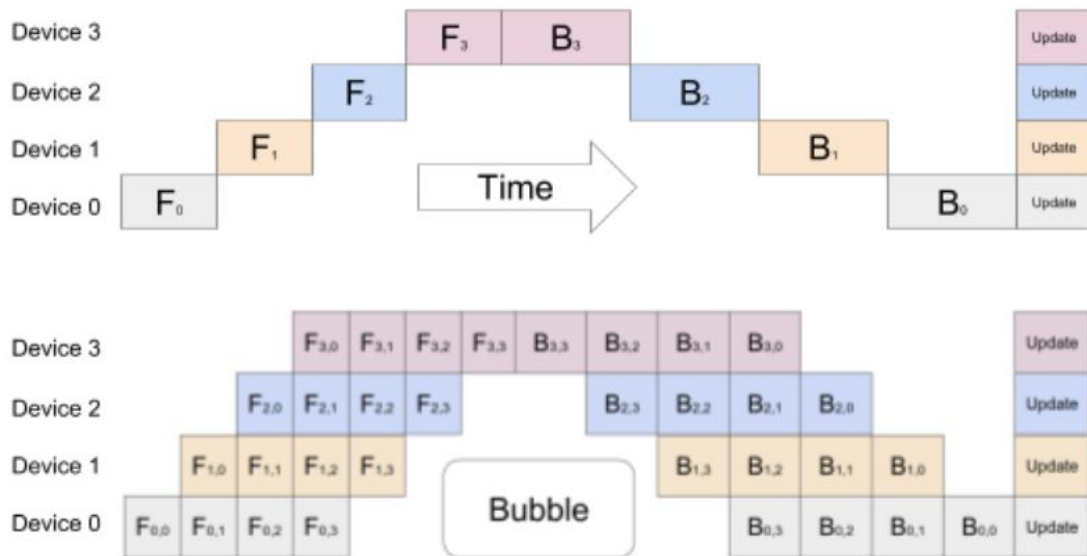 Device 3 F₃ B₃ Update
Device 2 F₂ B₂ Update
Device 1 F₁ B₁ Update
Time
Device 0 F₀ B₀ Update
Device 3 F₃,₀ F₃,₁ F₃,₂ F₃,₃ B₃,₃ B₃,₂ B₃,₁ B₃,₀ Update
Device 2 F₂,₀ F₂,₁ F₂,₂ F₂,₃ B₂,₃ B₂,₂ B₂,₁ B₂,₀ Update
Device 1 F₁,₀ F₁,₁ F₁,₂ F₁,₃ B₁,₃ B₁,₂ B₁,₁ B₁,₀ Update
Device 0 F₀,₀ F₀,₁ F₀,₂ F₀,₃ Bubble B₀,₃ B₀,₂ B₀,₁ B₀,₀ Update